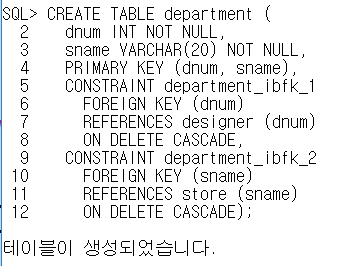 SQL> CREATE TABLE department (
2 dnum INT NOT NULL,
3 sname VARCHAR(20) NOT NULL,
4 PRIMARY KEY (dnum, sname),
5 CONSTRAINT department_ibfk_1
6 FOREIGN KEY (dnum)
7 REFERENCES designer (dnum)
8 ON DELETE CASCADE,
9 CONSTRAINT department_ibfk_2
10 FOREIGN KEY (sname)
11 REFERENCES store (sname)
12 ON DELETE CASCADE);
테이블이 생성되었습니다.